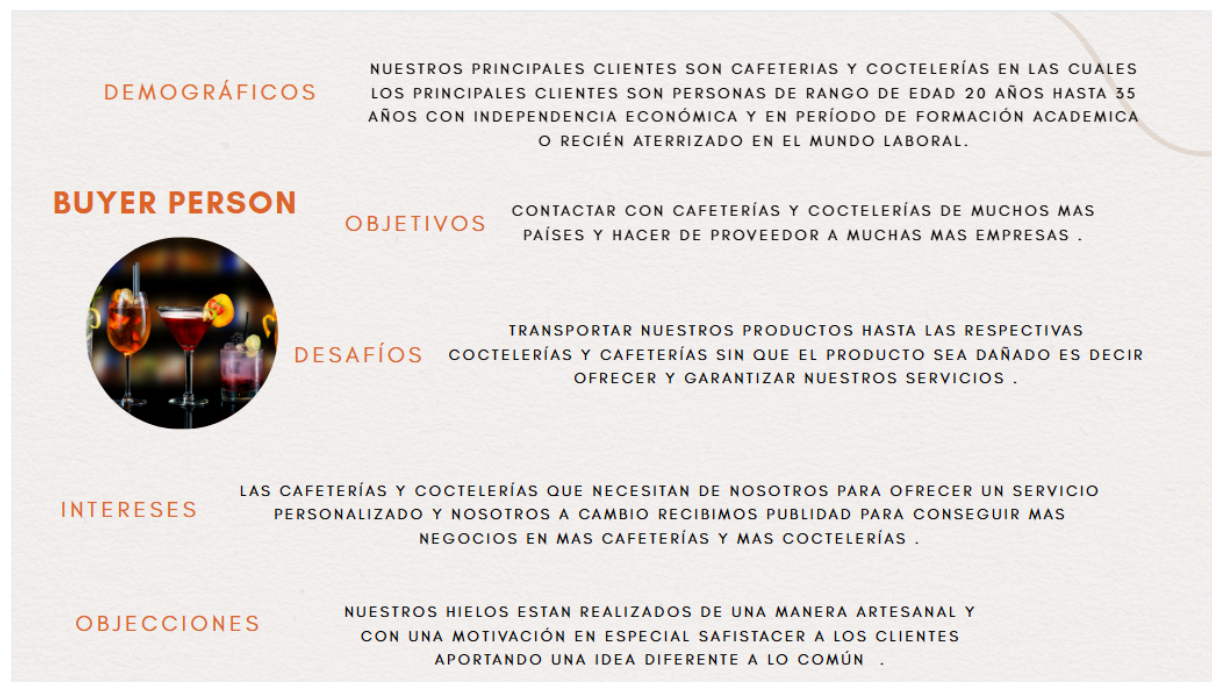 DEMOGRÁFICOS
NUESTROS PRINCIPALES CLIENTES SON CAFETERIAS Y COCTELERÍAS EN LAS CUALES
LOS PRINCIPALES CLIENTES SON PERSONAS DE RANGO DE EDAD 20 AÑOS HASTA 35
AÑOS CON INDEPENDENCIA ECONÓMICA Y EN PERÍODO DE FORMACIÓN ACADEMICA
O RECIÉN ATERRIZADO EN EL MUNDO LABORAL.
BUYER PERSON
OBJETIVOS
CONTACTAR CON CAFETERÍAS Y COCTELERÍAS DE MUCHOS MAS
PAÍSES Y HACER DE PROVEEDOR A MUCHAS MAS EMPRESAS .
DESAFÍOS
TRANSPORTAR NUESTROS PRODUCTOS HASTA LAS RESPECTIVAS
COCTELERÍAS Y CAFETERÍAS SIN QUE EL PRODUCTO SEA DAÑADO ES DECIR
OFRECER Y GARANTIZAR NUESTROS SERVICIOS .
INTERESES
LAS CAFETERÍAS Y COCTELERÍAS QUE NECESITAN DE NOSOTROS PARA OFRECER UN SERVICIO
PERSONALIZADO Y NOSOTROS A CAMBIO RECIBIMOS PUBLIDAD PARA CONSEGUIR MAS
NEGOCIOS EN MAS CAFETERÍAS Y MAS COCTELERÍAS .
OBJECCIONES
NUESTROS HIELOS ESTAN REALIZADOS DE UNA MANERA ARTESANAL Y
CON UNA MOTIVACIÓN EN ESPECIAL SAFISTACER A LOS CLIENTES
APORTANDO UNA IDEA DIFERENTE A LO COMÚN .